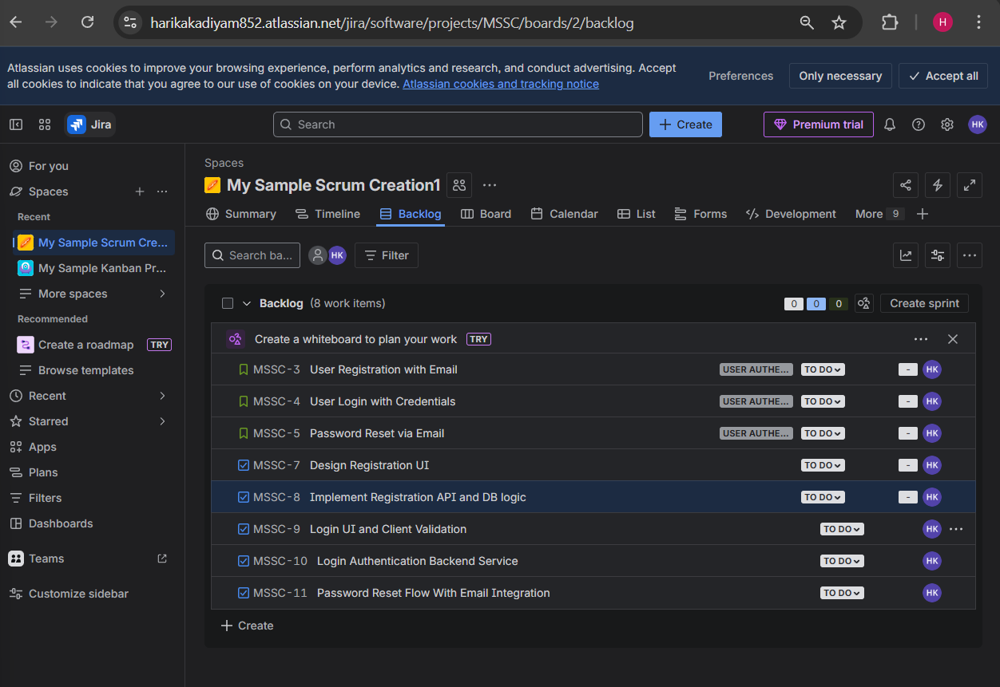 harikakadiyam852.atlassian.net/jira/software/projects/MSSC/boards/2/backlog
H
Atlassian uses cookies to improve your browsing experience, perform analytics and research, and conduct advertising. Accept
all cookies to indicate that you agree to our use of cookies on your device. Atlassian cookies and tracking notice
Preferences
Only necessary
Accept all
Jira
Search
Create
Premium trial
HK
For you
Spaces
Recent
My Sample Scrum Cre...
My Sample Kanban Pr...
More spaces
Recommended
Create a roadmap TRY
Browse templates
Recent
Starred
Apps
Plans
Filters
Dashboards
Teams
Customize sidebar
Spaces
My Sample Scrum Creation1
Summary Timeline Backlog Board Calendar List Forms Development More 9
Search ba...
HK
Filter
Backlog (8 work items) 0 0 0 Create sprint
Create a whiteboard to plan your work TRY
MSSC-3 User Registration with Email USER AUTHE... TO DO - HK
MSSC-4 User Login with Credentials USER AUTHE... TO DO - HK
MSSC-5 Password Reset via Email USER AUTHE... TO DO - HK
MSSC-7 Design Registration UI TO DO - HK
MSSC-8 Implement Registration API and DB logic TO DO - HK
MSSC-9 Login UI and Client Validation TO DO HK
MSSC-10 Login Authentication Backend Service TO DO HK
MSSC-11 Password Reset Flow With Email Integration TO DO HK
Create